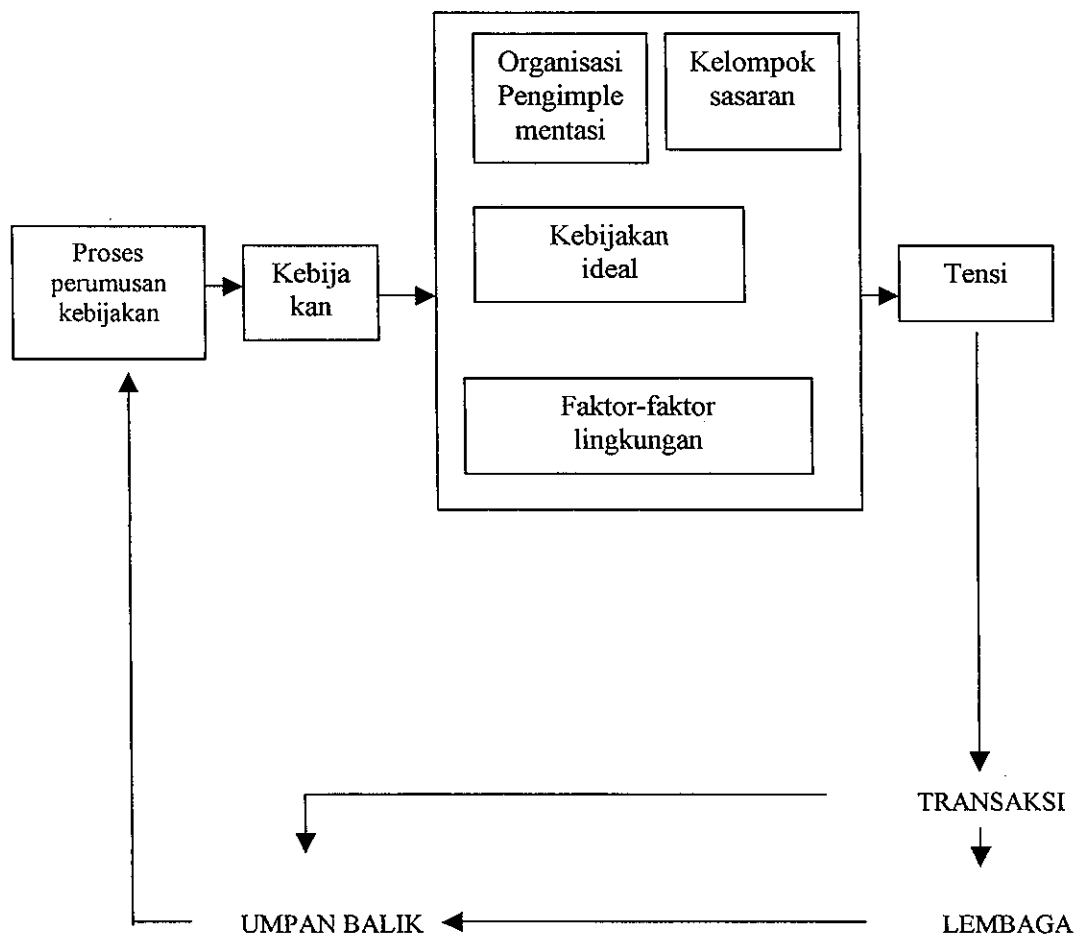 Organisasi
Pengimple
mentasi
Kelompok
sasaran
Proses
perumusan
kebijakan
Kebija
kan
Kebijakan
ideal
Tensi
Faktor-faktor
lingkungan
TRANSAKSI
UMPAN BALIK
LEMBAGA